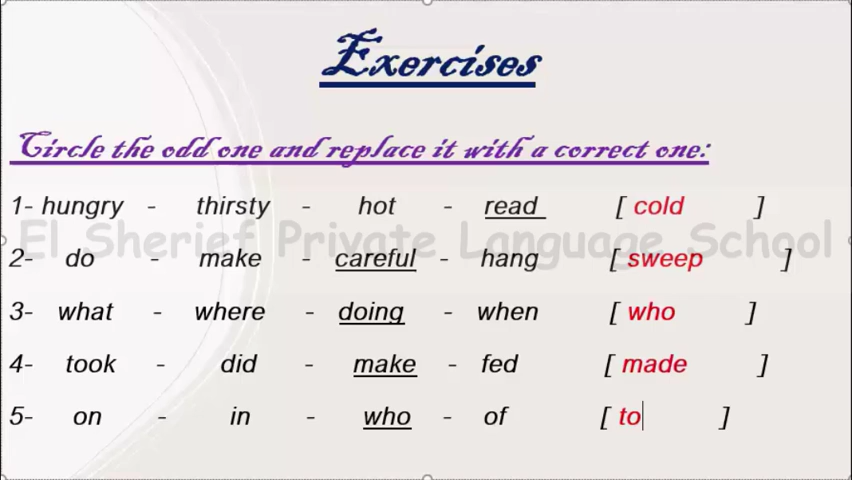 Exercises
Circle the odd one and replace it with a correct one:
1- hungry - thirsty - hot - read [ cold ]
El Sherief Private Language School
2- do - make - careful - hang [ sweep ]
3- what - where - doing - when [ who ]
4- took - did - make - fed [ made ]
5- on - in - who - of [ to ]